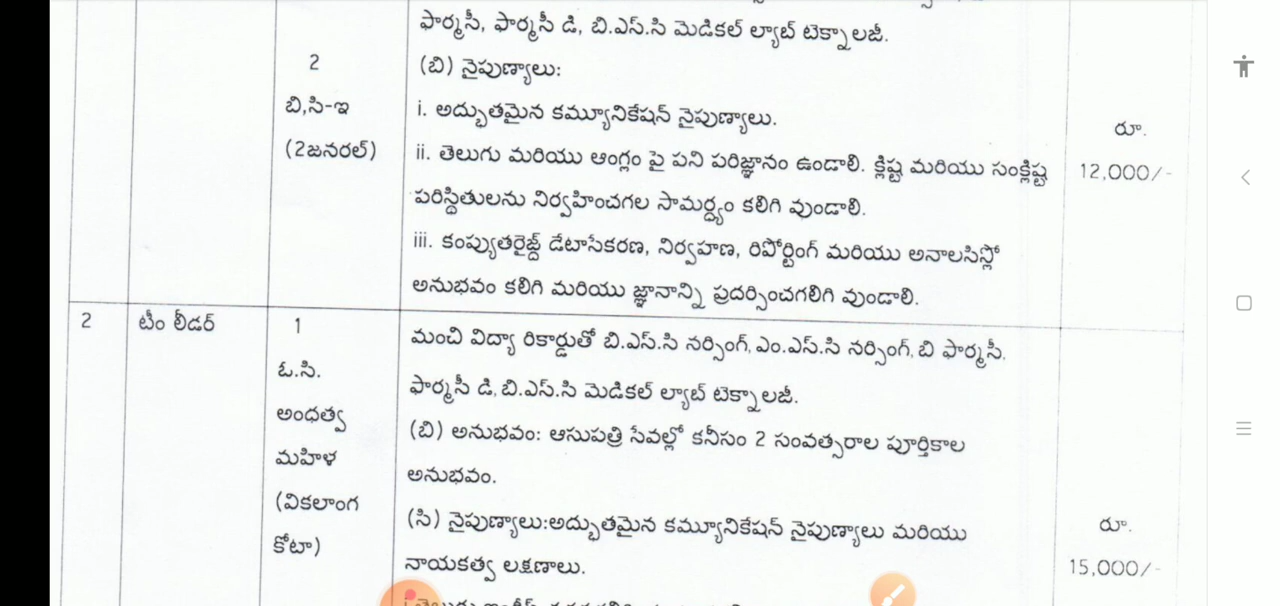 ఫార్మసీ, ఫార్మసీ డి, బి.ఎస్.సి మెడికల్ ల్యాబ్ టెక్నాలజీ.
2
బి,సి-ఇ
(2జనరల్)
(బి) నైపుణ్యాలు:
i. అద్భుతమైన కమ్యూనికేషన్ నైపుణ్యాలు.
ii. తెలుగు మరియు ఆంగ్లం పై పని పరిజ్ఞానం ఉండాలి. క్లిష్ట మరియు సంక్లిష్ట
పరిస్థితులను నిర్వహించగల సామర్థ్యం కలిగి వుండాలి.
iii. కంప్యుతరైజ్డ్ డేటాసేకరణ, నిర్వహణ, రిపోర్టింగ్ మరియు అనాలసిస్లో
అనుభవం కలిగి మరియు జ్ఞానాన్ని ప్రదర్సించగలిగి వుండాలి.
రూ.
12,000/-
2
టీం లీడర్
1
ఓ.సి.
అంధత్వ
మహిళ
(వికలాంగ
కోటా)
మంచి విద్యా రికార్డుతో బి.ఎస్.సి నర్సింగ్, ఎం.ఎస్.సి నర్సింగ్, బి ఫార్మసీ.
ఫార్మసీ డి, బి.ఎస్.సి మెడికల్ ల్యాబ్ టెక్నాలజీ.
(బి) అనుభవం: ఆసుపత్రి సేవల్లో కనీసం 2 సంవత్సరాల పూర్తికాల
అనుభవం.
(సి) నైపుణ్యాలు:అద్భుతమైన కమ్యూనికేషన్ నైపుణ్యాలు మరియు
నాయకత్వ లక్షణాలు.
రూ.
15,000/-